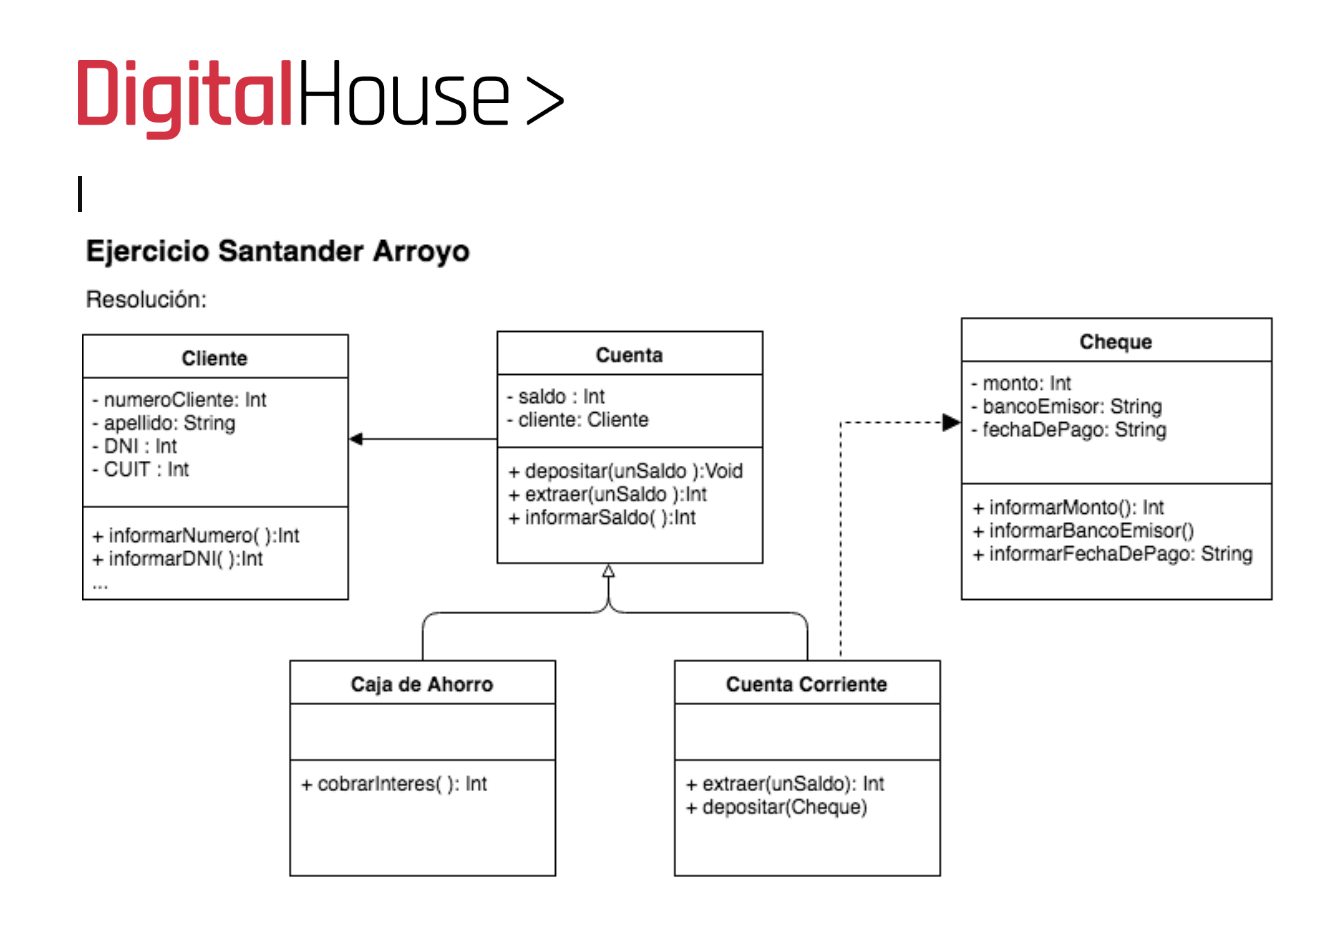 DigitalHouse>
Ejercicio Santander Arroyo
Resolución:
Cliente
- numeroCliente: Int
- apellido: String
- DNI : Int
- CUIT : Int
+ informarNumero( ):Int
+ informarDNI( ):Int
...
Cuenta
- saldo : Int
- cliente: Cliente
+ depositar(unSaldo ):Void
+ extraer(unSaldo ):Int
+ informarSaldo( ):Int
Cheque
- monto: Int
- bancoEmisor: String
- fechaDePago: String
+ informarMonto(): Int
+ informarBancoEmisor()
+ informarFechaDePago: String
Caja de Ahorro
+ cobrarInteres( ): Int
Cuenta Corriente
+ extraer(unSaldo): Int
+ depositar(Cheque)